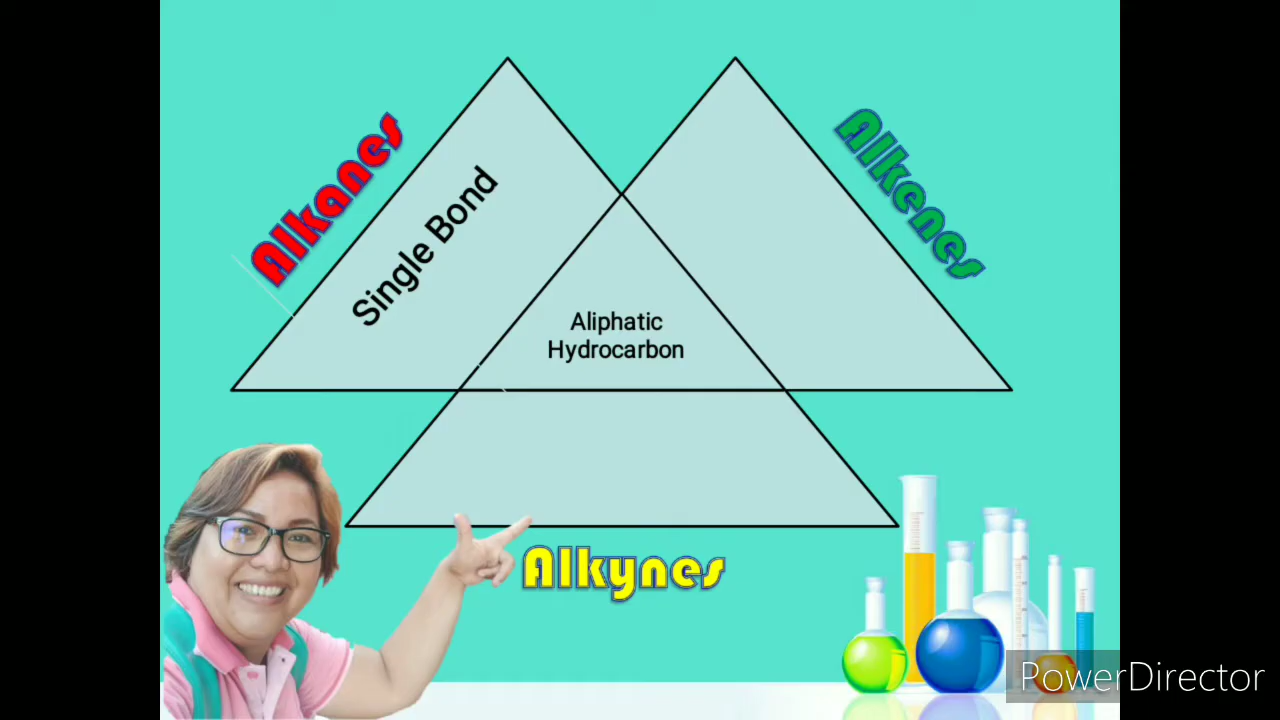 Alkanes
Alkenes
Single Bond
Aliphatic
Hydrocarbon
Alkynes
PowerDirector